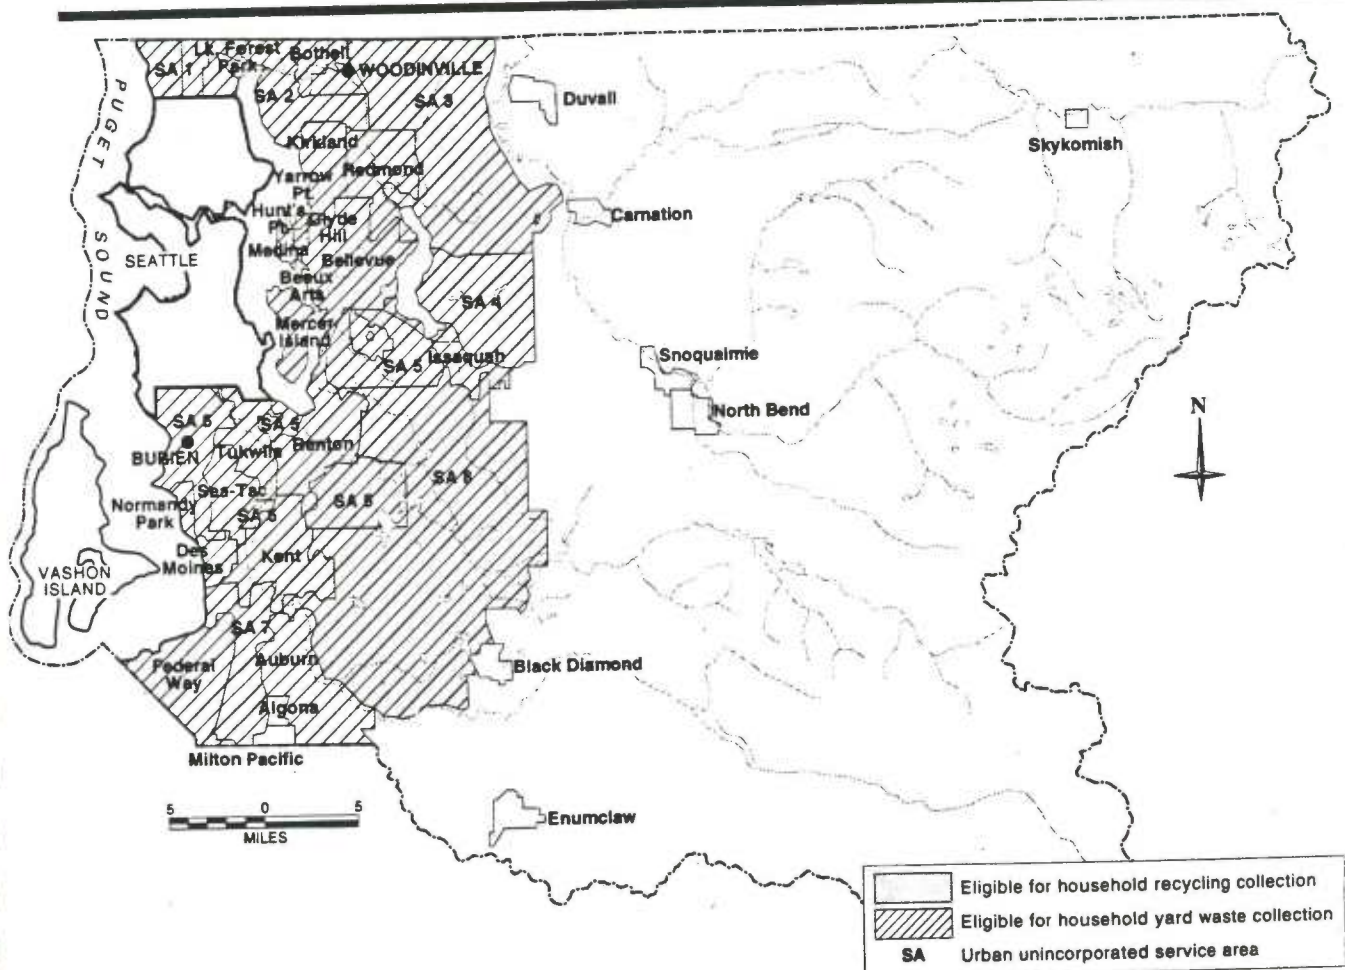 Lk. Forest
Park
Bothell
SA 1
WOODINVILLE
SA 2
SA 3
Duvall
Skykomish
PUGET SOUND
Kirkland
Redmond
Yarrow
Pt.
Hunt's
Pt.
Clyde
Hill
Carnation
Medina
SEATTLE
Bellevue
Beaux
Arts
SA 4
Mercer
Island
SA 5
Issaquah
Snoqualmie
North Bend
N
SA 5
SA 5
BURIEN
Tukwila
Renton
SA 6
Sea-Tac
SA 5
Normandy
Park
SA 5
Kent
Des
Moines
VASHON
ISLAND
SA 7
Auburn
Federal
Way
Black Diamond
Algona
Milton Pacific
5 0 5
MILES
Enumclaw
Eligible for household recycling collection
Eligible for household yard waste collection
SA Urban unincorporated service area